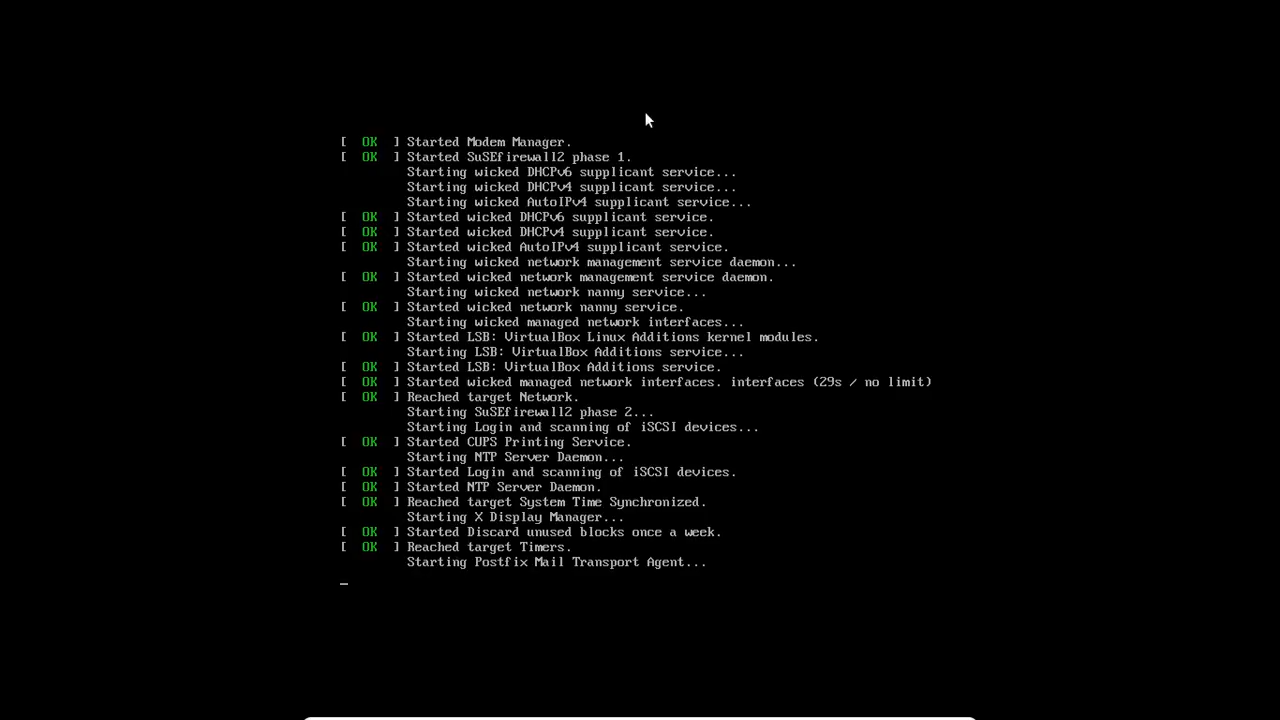 [  OK  ] Started Modem Manager.
[  OK  ] Started SuSEfirewall2 phase 1.
Starting wicked DHCPv6 supplicant service...
Starting wicked DHCPv4 supplicant service...
Starting wicked AutoIPv4 supplicant service...
[  OK  ] Started wicked DHCPv6 supplicant service.
[  OK  ] Started wicked DHCPv4 supplicant service.
[  OK  ] Started wicked AutoIPv4 supplicant service.
Starting wicked network management service daemon...
[  OK  ] Started wicked network management service daemon.
Starting wicked network nanny service...
[  OK  ] Started wicked network nanny service.
Starting wicked managed network interfaces...
[  OK  ] Started LSB: VirtualBox Linux Additions kernel modules.
Starting LSB: VirtualBox Additions service...
[  OK  ] Started LSB: VirtualBox Additions service.
[  OK  ] Started wicked managed network interfaces. interfaces (29s / no limit)
[  OK  ] Reached target Network.
Starting SuSEfirewall2 phase 2...
Starting Login and scanning of iSCSI devices...
[  OK  ] Started CUPS Printing Service.
Starting NTP Server Daemon...
[  OK  ] Started Login and scanning of iSCSI devices.
[  OK  ] Started NTP Server Daemon.
[  OK  ] Reached target System Time Synchronized.
Starting X Display Manager...
[  OK  ] Started Discard unused blocks once a week.
[  OK  ] Reached target Timers.
Starting Postfix Mail Transport Agent...